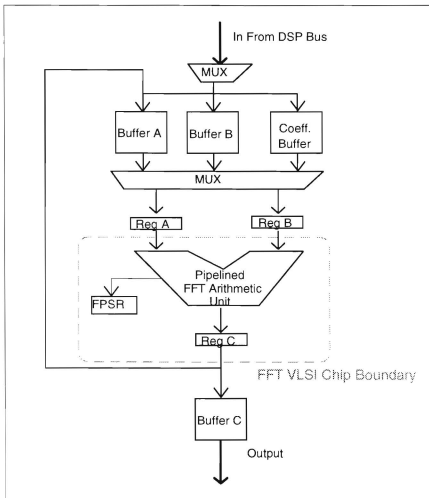 In From DSP Bus
MUX
Buffer A
Buffer B
Coeff.
Buffer
MUX
Reg A
Reg B
Pipelined
FFT Arithmetic
Unit
FPSR
Reg C
FFT VLSI Chip Boundary
Buffer C
Output